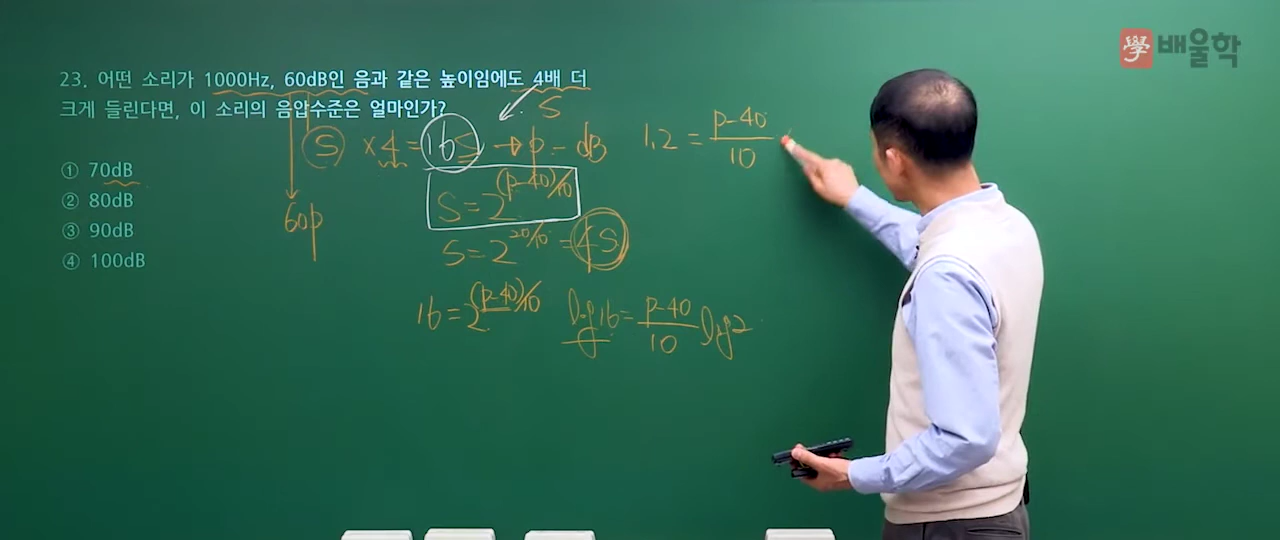 學 배울학
23. 어떤 소리가 1000Hz, 60dB인 음과 같은 높이임에도 4배 더
크게 들린다면, 이 소리의 음압수준은 얼마인가?
① 70dB
② 80dB
③ 90dB
④ 100dB
S
Ⓢ ×4 = 16S → p - dB
60p
S = 2^(p-40)/10
S = 2^20/10 = 4S
16 = 2^(p-40)/10
log16 = p-40/10 log2
1.2 = p-40/10